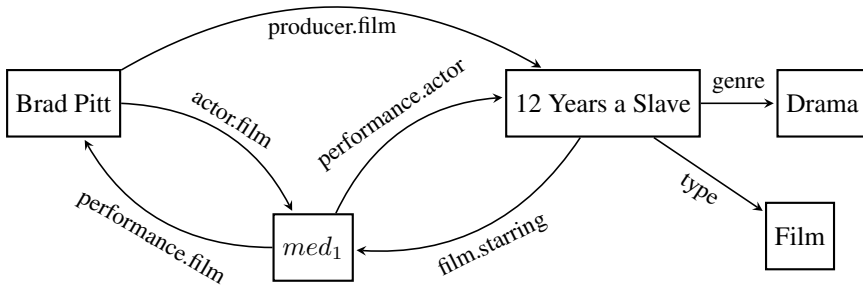 producer.film
Brad Pitt
actor.film
performance.actor
12 Years a Slave
genre
Drama
performance.film
med₁
film.starring
type
Film